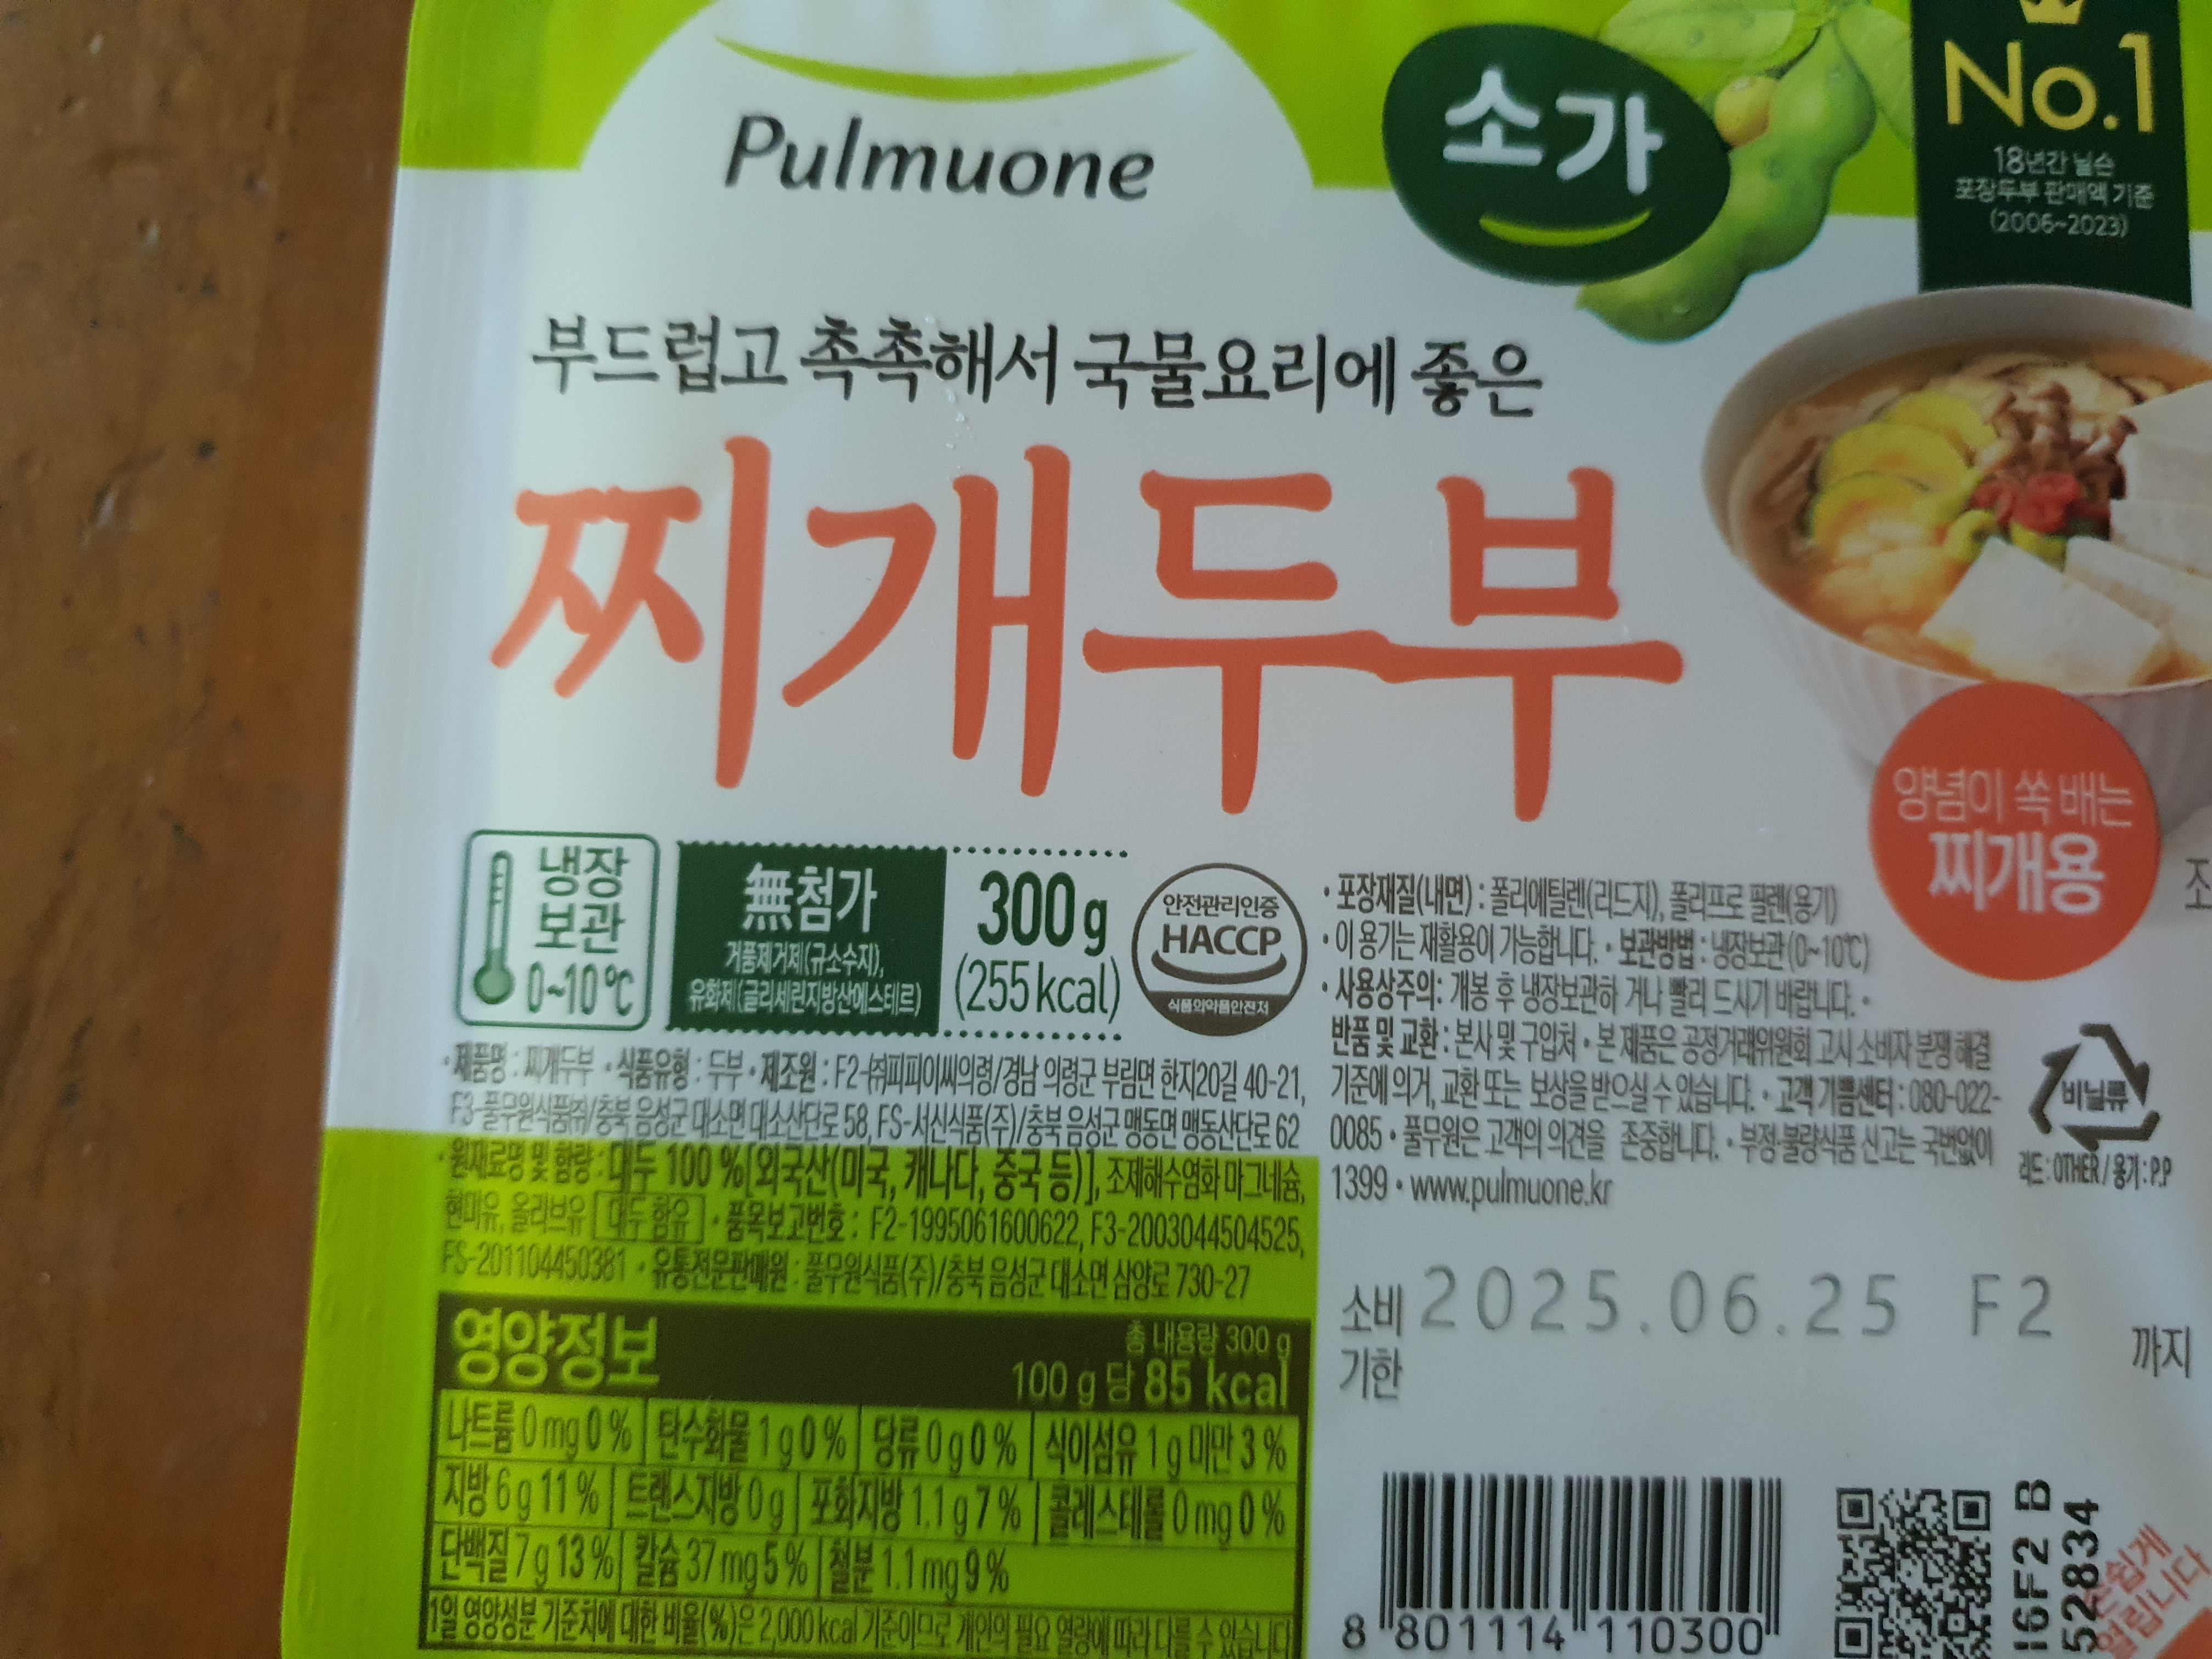 Pulmuone
소가
No.1
18년간 닐슨
포장두부 판매액 기준
(2006~2023)
부드럽고 촉촉해서 국물요리에 좋은
찌개두부
양념이 쏙 배는
찌개용
냉장
보관
0~10℃
無첨가
거품제거제(규소수지),
유화제(글리세린지방산에스테르)
300 g
(255 kcal)
안전관리인증
HACCP
식품의약품안전처
• 포장재질(내면) : 폴리에틸렌(리드지), 폴리프로필렌(용기)
• 이 용기는 재활용이 가능합니다. • 보관방법 : 냉장보관(0~10℃)
• 사용상주의: 개봉 후 냉장보관하 거나 빨리 드시기 바랍니다. •
반품 및 교환 : 본사 및 구입처 • 본 제품은 공정거래위원회 고시 소비자 분쟁 해결
기준에 의거, 교환 또는 보상을 받으실 수 있습니다. • 고객 기쁨센터 : 080-022-
0085 • 풀무원은 고객의 의견을 존중합니다. • 부정·불량식품 신고는 국번없이
1399 • www.pulmuone.kr
비닐류
리드: OTHER / 용기: P.P
• 제품명 : 찌개두부 • 식품유형 : 두부 • 제조원 : F2-㈜피피이씨의령/경남 의령군 부림면 한지20길 40-21,
F3-풀무원식품㈜/충북 음성군 대소면 대소산단로 58, FS-서신식품(주)/충북 음성군 맹동면 맹동산단로 62
• 원재료명 및 함량 : 대두 100 %[외국산(미국, 캐나다, 중국 등)], 조제해수염화마그네슘,
현미유, 올리브유 대두 함유 • 품목보고번호 : F2-1995061600622, F3-2003044504525,
FS-201104450381 • 유통전문판매원 : 풀무원식품(주)/충북 음성군 대소면 삼양로 730-27
영양정보
총 내용량 300 g
100 g 당 85 kcal
나트륨 0 mg 0 % 탄수화물 1 g 0 % 당류 0 g 0 % 식이섬유 1 g 미만 3 %
지방 6 g 11 % 트랜스지방 0 g 포화지방 1.1 g 7 % 콜레스테롤 0 mg 0 %
단백질 7 g 13 % 칼슘 37 mg 5 % 철분 1.1 mg 9 %
1일 영양성분 기준치에 대한 비율(%)은 2,000 kcal 기준이므로 개인의 필요 열량에 따라 다를 수 있습니다
소비
기한
2025.06.25 F2
까지
8 801114 110300
I6F2 B
52834
손쉽게
열립니다